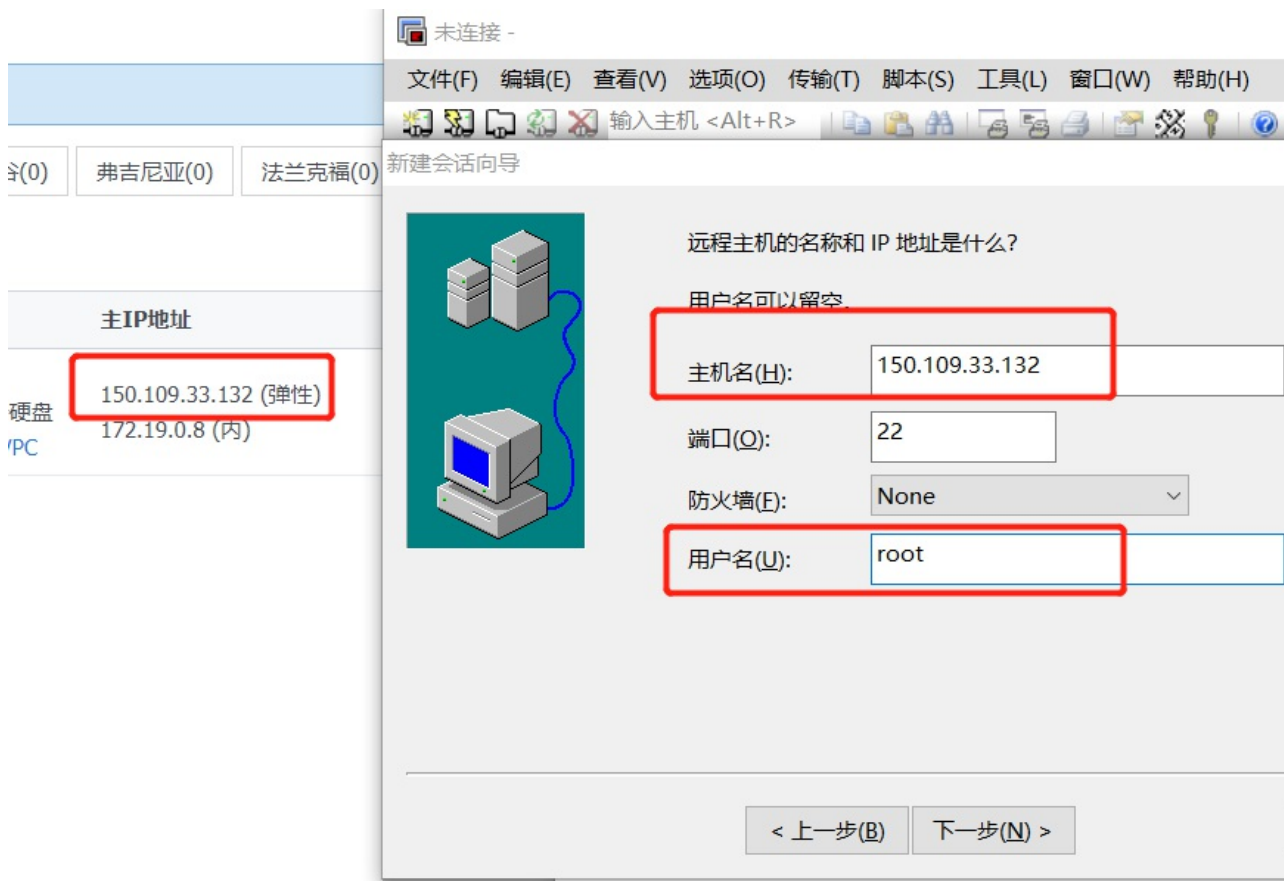 未连接 -
文件(F) 编辑(E) 查看(V) 选项(O) 传输(T) 脚本(S) 工具(L) 窗口(W) 帮助(H)
输入主机 <Alt+R>
新建会话向导
谷(0) 弗吉尼亚(0) 法兰克福(0)
远程主机的名称和 IP 地址是什么?
用户名可以留空.
主IP地址
主机名(H): 150.109.33.132
150.109.33.132 (弹性)
硬盘
172.19.0.8 (内)
VPC
端口(O): 22
防火墙(F): None
用户名(U): root
< 上一步(B) 下一步(N) >